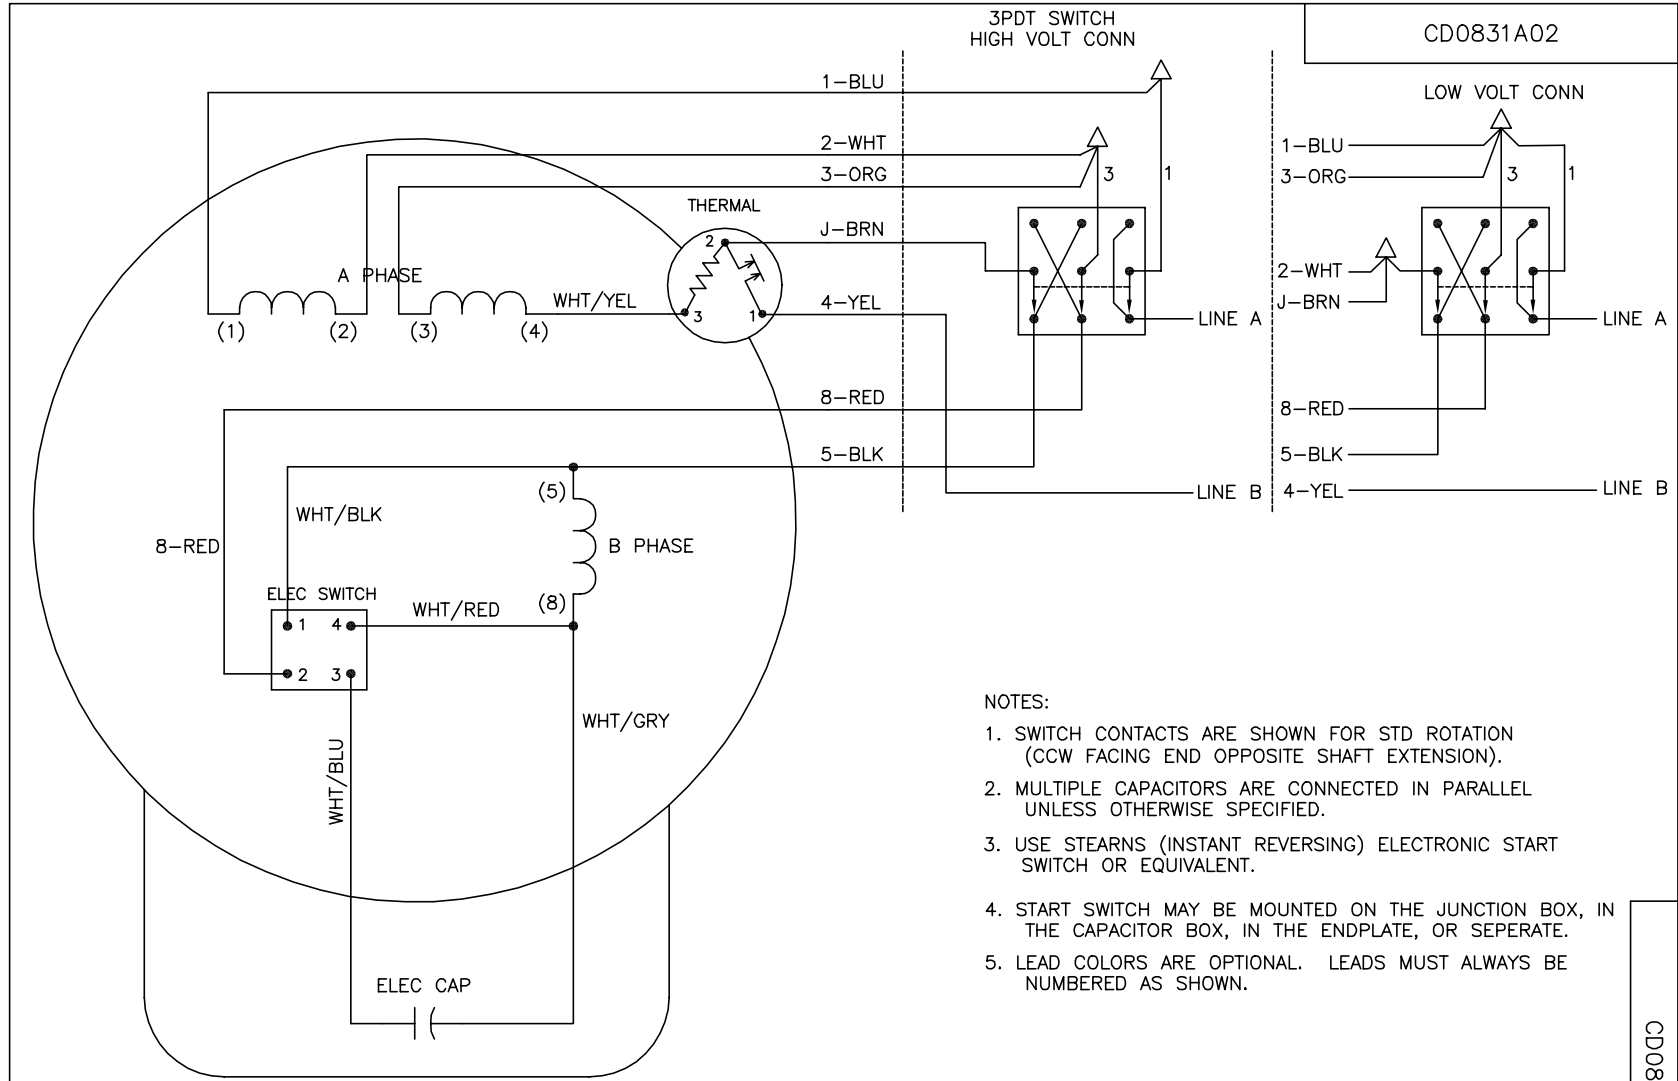 3PDT SWITCH
HIGH VOLT CONN
CD0831A02
LOW VOLT CONN
1-BLU
2-WHT
3-ORG
J-BRN
4-YEL
8-RED
5-BLK
3
1
LINE A
LINE B
1-BLU
3-ORG
3
1
2-WHT
J-BRN
LINE A
8-RED
5-BLK
4-YEL
LINE B
THERMAL
2
3
1
A PHASE
WHT/YEL
(1)
(2)
(3)
(4)
(5)
WHT/BLK
8-RED
B PHASE
(8)
ELEC SWITCH
1
4
2
3
WHT/RED
WHT/GRY
WHT/BLU
ELEC CAP
NOTES:
1. SWITCH CONTACTS ARE SHOWN FOR STD ROTATION
(CCW FACING END OPPOSITE SHAFT EXTENSION).
2. MULTIPLE CAPACITORS ARE CONNECTED IN PARALLEL
UNLESS OTHERWISE SPECIFIED.
3. USE STEARNS (INSTANT REVERSING) ELECTRONIC START
SWITCH OR EQUIVALENT.
4. START SWITCH MAY BE MOUNTED ON THE JUNCTION BOX, IN
THE CAPACITOR BOX, IN THE ENDPLATE, OR SEPERATE.
5. LEAD COLORS ARE OPTIONAL. LEADS MUST ALWAYS BE
NUMBERED AS SHOWN.
CD08